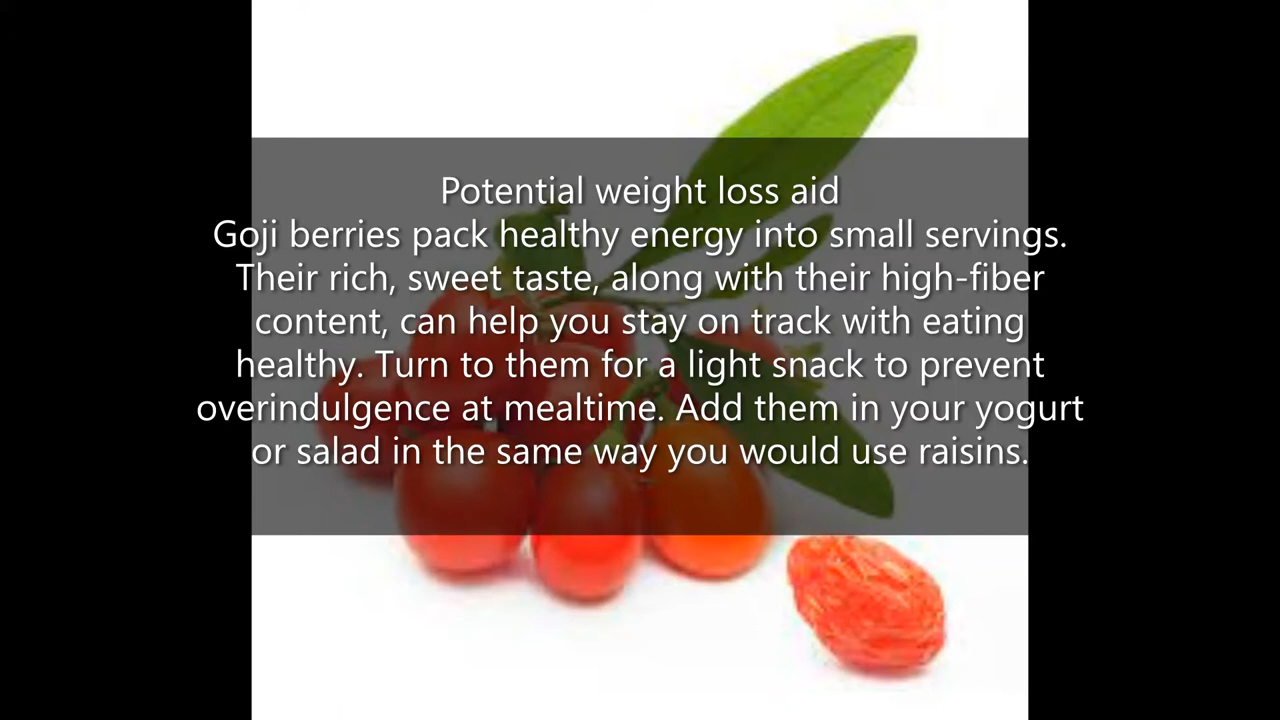 Potential weight loss aid
Goji berries pack healthy energy into small servings.
Their rich, sweet taste, along with their high-fiber
content, can help you stay on track with eating
healthy. Turn to them for a light snack to prevent
overindulgence at mealtime. Add them in your yogurt
or salad in the same way you would use raisins.